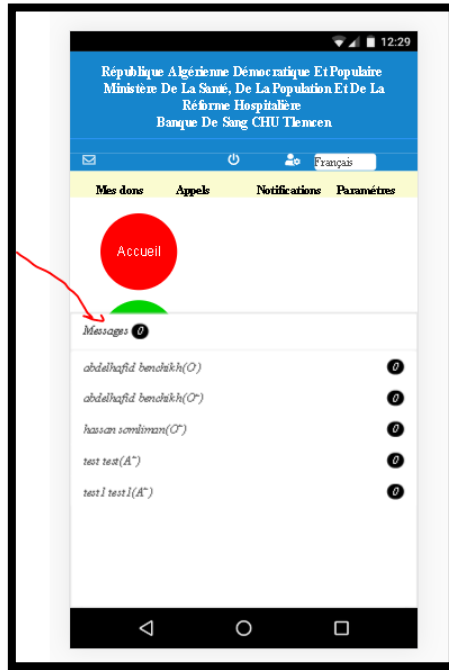 12:29
République Algérienne Démocratique Et Populaire
Ministère De La Santé, De La Population Et De La
Réforme Hospitalière
Banque De Sang CHU Tlemcen
Français
Mes dons Appels Notifications Paramétres
Accueil
Messages 0
abdelhafid benchikh(O⁻) 0
abdelhafid benchikh(O⁺) 0
hassan somliman(O⁺) 0
test test(A⁺) 0
test1 test1(A⁺) 0